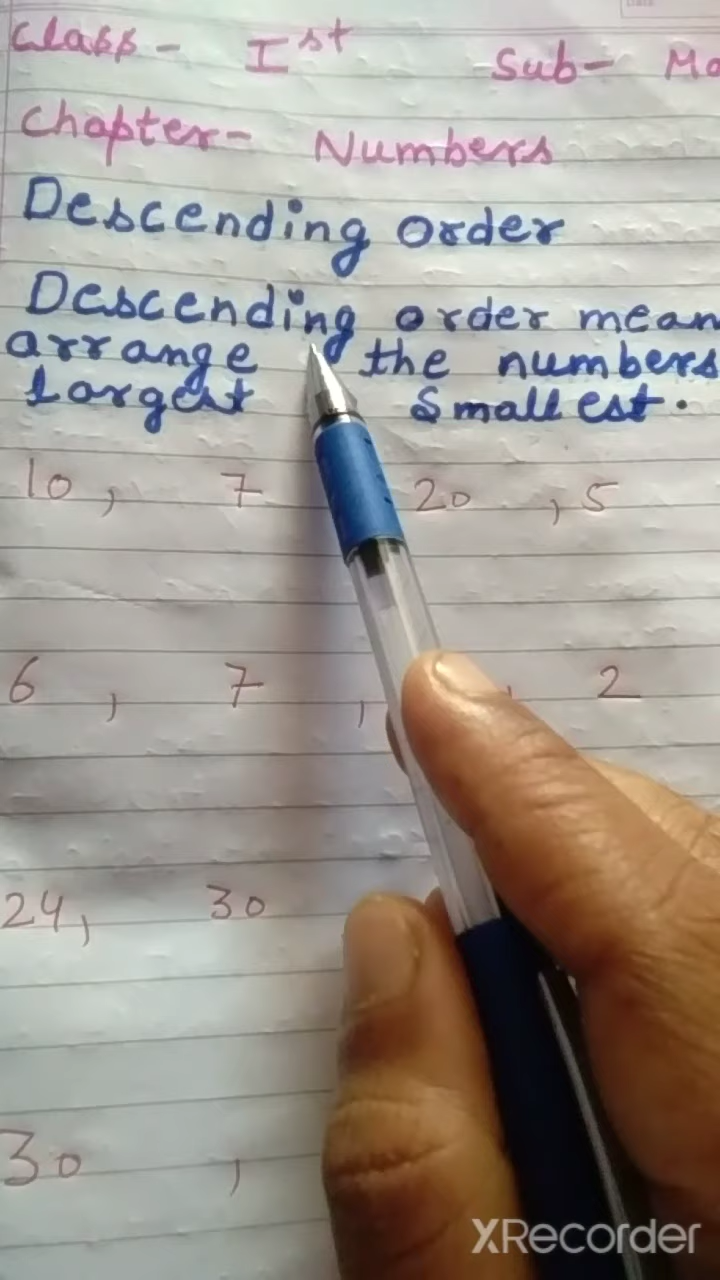 Class- Ist Sub- Ma
Chapter- Numbers
Descending order
Descending order mean
arrange the numbers
largest smallest.
10, 7 20 , 5
6 , 7 , , 2
24, 30
30 ,
XRecorder